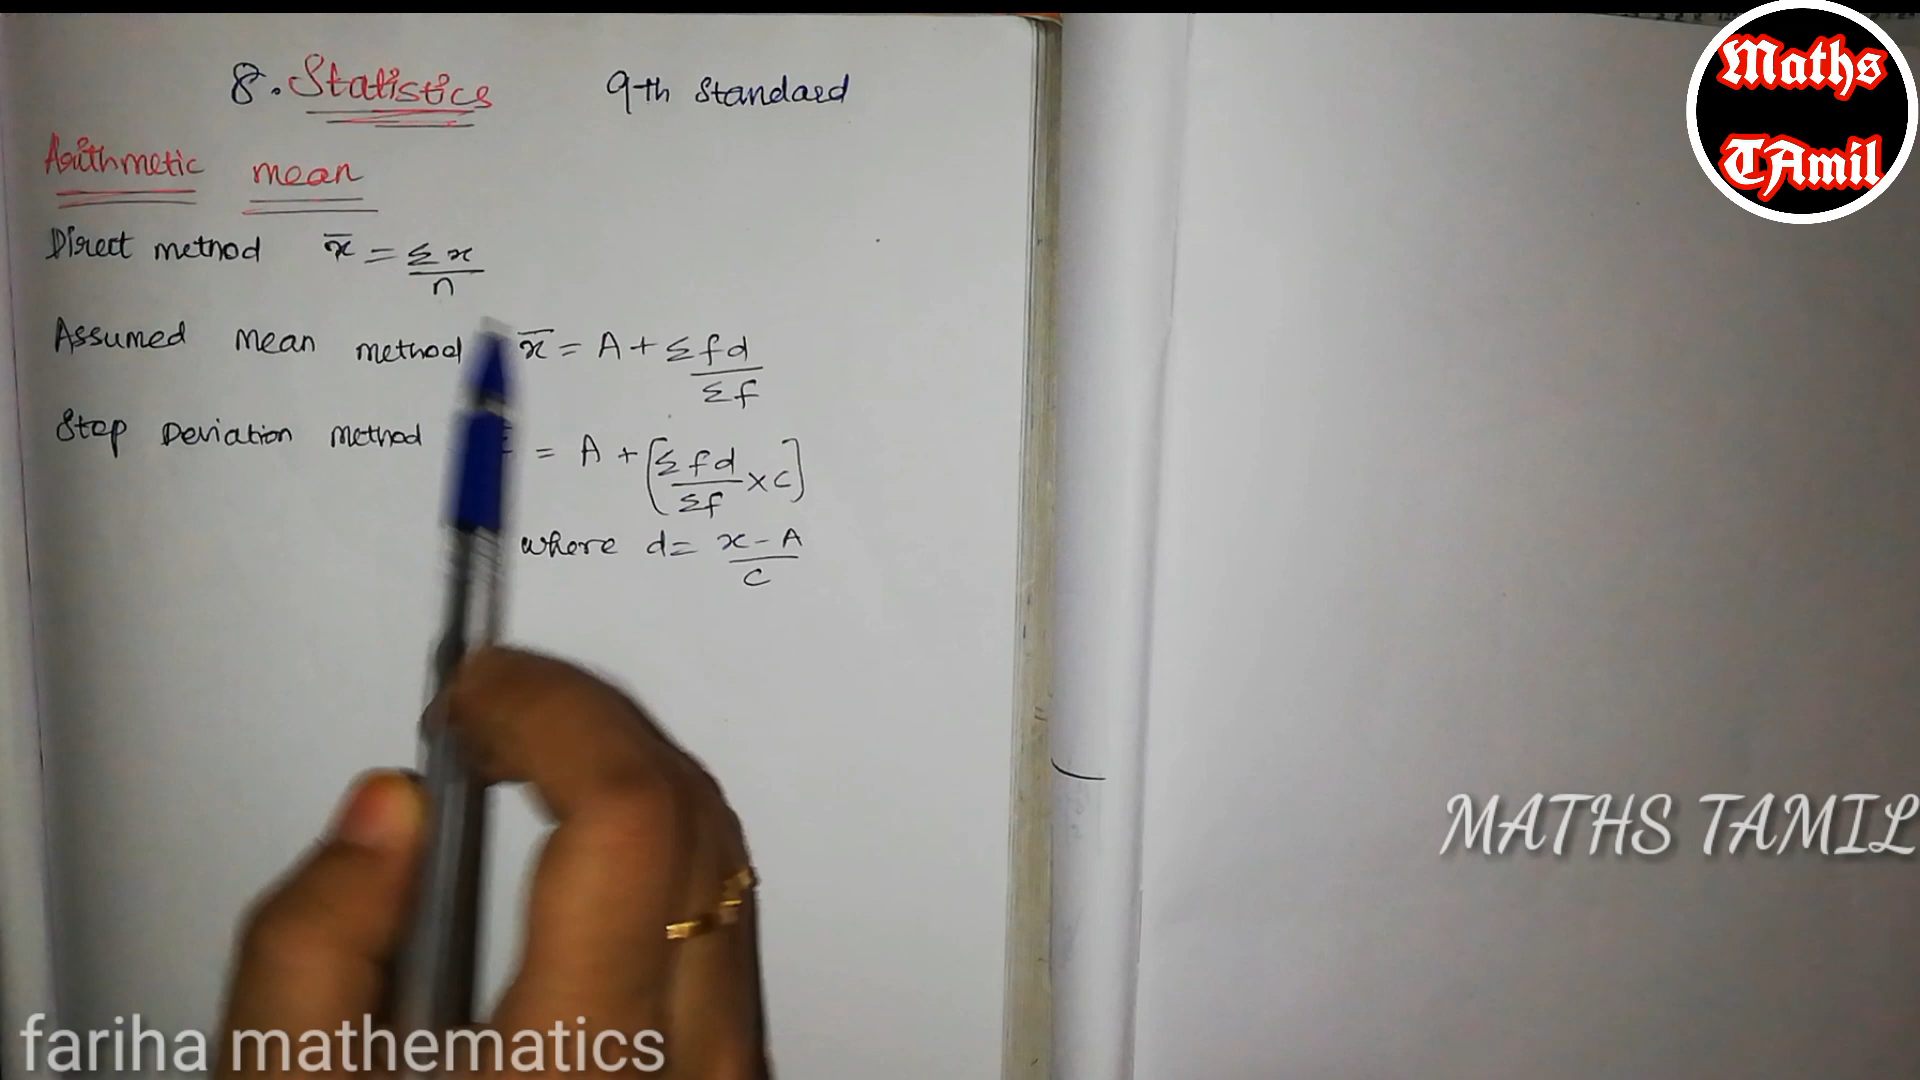 8. Statistics 9th Standard
Arithmetic mean
Direct method x̄ = Σx/n
Assumed mean method x̄ = A + Σfd/Σf
Step Deviation method = A + [Σfd/Σf × C]
where d = x - A/c
Maths
TAmil
MATHS TAMIL
fariha mathematics